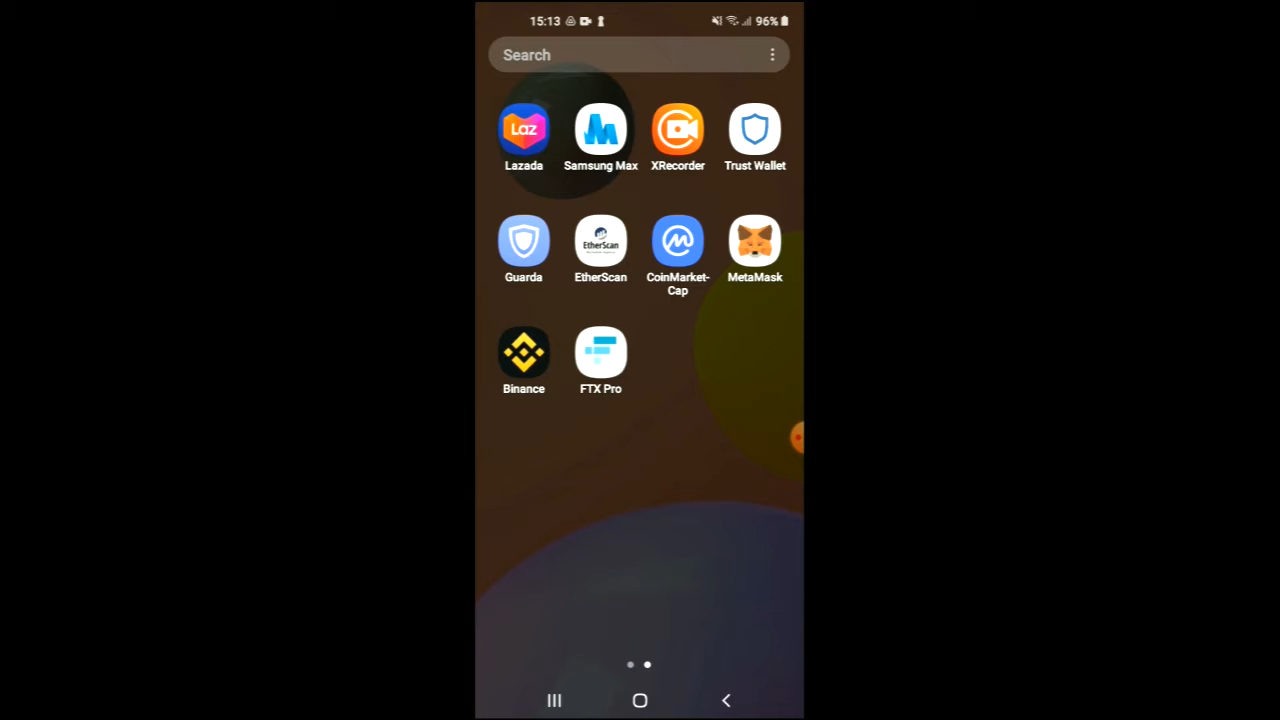 15:13 96%
Search
Laz
Lazada Samsung Max XRecorder Trust Wallet
EtherScan
Guarda EtherScan CoinMarket- MetaMask
Cap
Binance FTX Pro